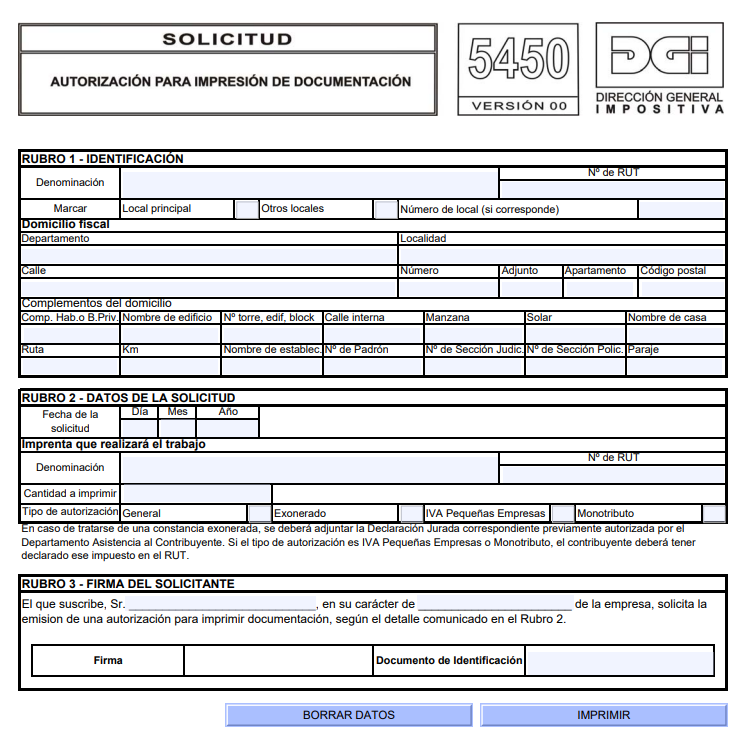 SOLICITUD
AUTORIZACIÓN PARA IMPRESIÓN DE DOCUMENTACIÓN
5450
VERSIÓN 00
DGI
DIRECCIÓN GENERAL
IMPOSITIVA
RUBRO 1 - IDENTIFICACIÓN
Denominación
Nº de RUT
Marcar Local principal Otros locales Número de local (si corresponde)
Domicilio fiscal
Departamento Localidad
Calle Número Adjunto Apartamento Código postal
Complementos del domicilio
Comp. Hab.o B.Priv. Nombre de edificio Nº torre, edif, block Calle interna Manzana Solar Nombre de casa
Ruta Km Nombre de establec. Nº de Padrón Nº de Sección Judic. Nº de Sección Polic. Paraje
RUBRO 2 - DATOS DE LA SOLICITUD
Fecha de la solicitud Día Mes Año
Imprenta que realizará el trabajo
Denominación
Nº de RUT
Cantidad a imprimir
Tipo de autorización General Exonerado IVA Pequeñas Empresas Monotributo
En caso de tratarse de una constancia exonerada, se deberá adjuntar la Declaración Jurada correspondiente previamente autorizada por el
Departamento Asistencia al Contribuyente. Si el tipo de autorización es IVA Pequeñas Empresas o Monotributo, el contribuyente deberá tener
declarado ese impuesto en el RUT.
RUBRO 3 - FIRMA DEL SOLICITANTE
El que suscribe, Sr. ____________________________, en su carácter de _______________________ de la empresa, solicita la
emision de una autorización para imprimir documentación, según el detalle comunicado en el Rubro 2.
Firma Documento de Identificación
BORRAR DATOS IMPRIMIR